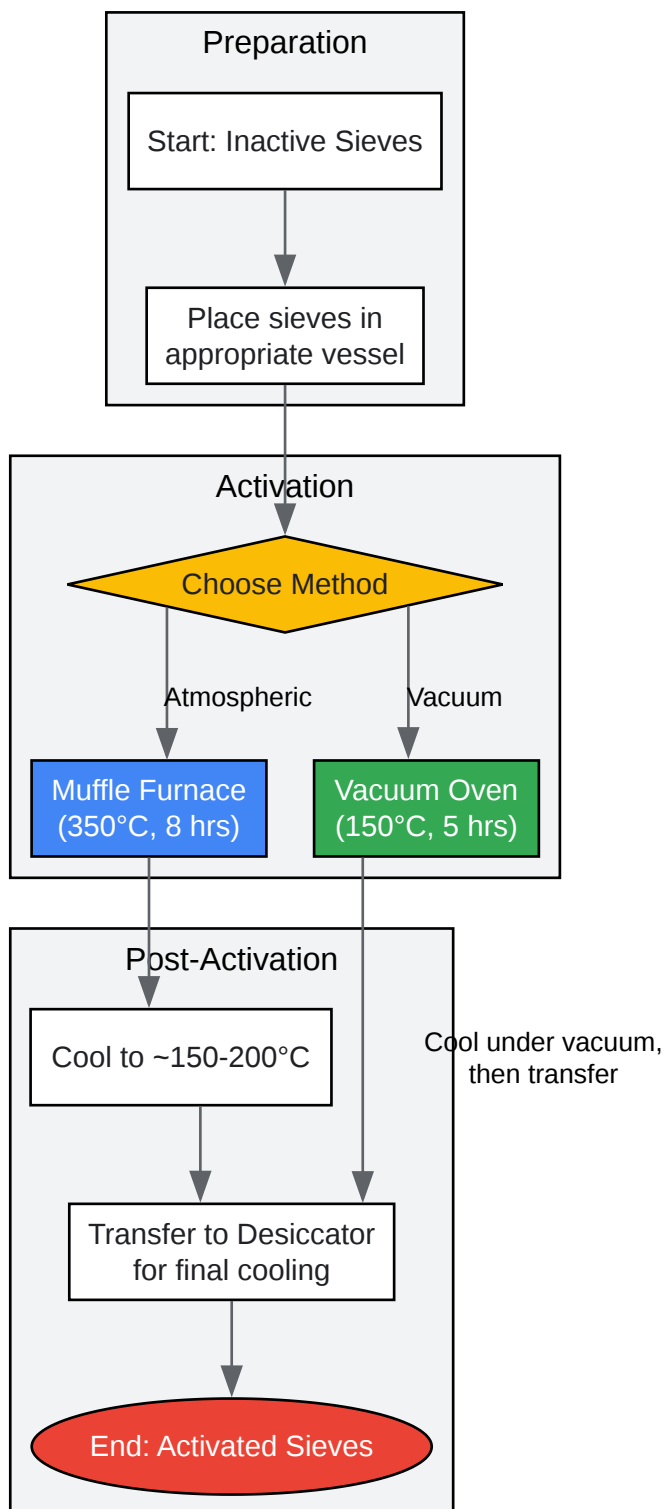 Preparation
Start: Inactive Sieves
Place sieves in
appropriate vessel
Activation
Choose Method
Atmospheric
Vacuum
Muffle Furnace
(350°C, 8 hrs)
Vacuum Oven
(150°C, 5 hrs)
Post-Activation
Cool to ~150-200°C
Cool under vacuum,
then transfer
Transfer to Desiccator
for final cooling
End: Activated Sieves